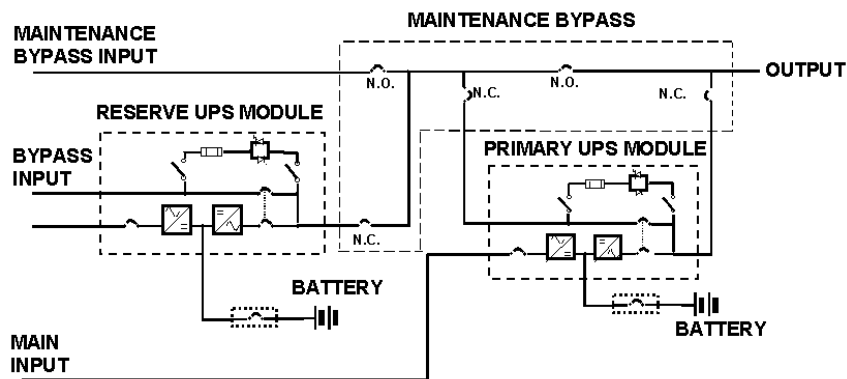 MAINTENANCE BYPASS
MAINTENANCE
BYPASS INPUT
OUTPUT
N.O.
N.C.
N.O.
N.C.
RESERVE UPS MODULE
PRIMARY UPS MODULE
BYPASS
INPUT
N.C.
BATTERY
BATTERY
MAIN
INPUT